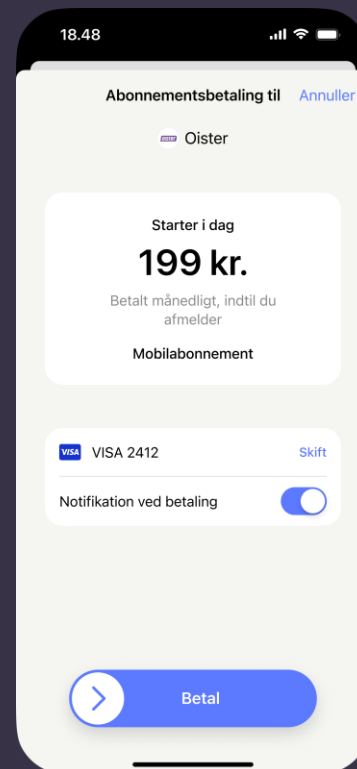 18.48
Abonnementsbetaling til
Annuller
Oister
Starter i dag
199 kr.
Betalt månedligt, indtil du
afmelder
Mobilabonnement
VISA VISA 2412
Skift
Notifikation ved betaling
Betal